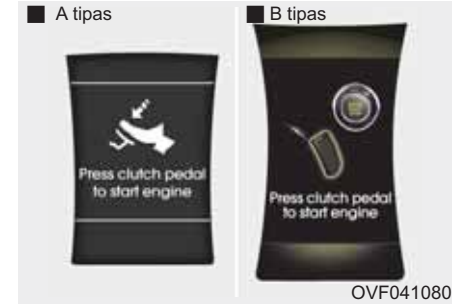 A tipas
B tipas
Press clutch pedal
to start engine
Press clutch pedal
to start engine
OVF041080